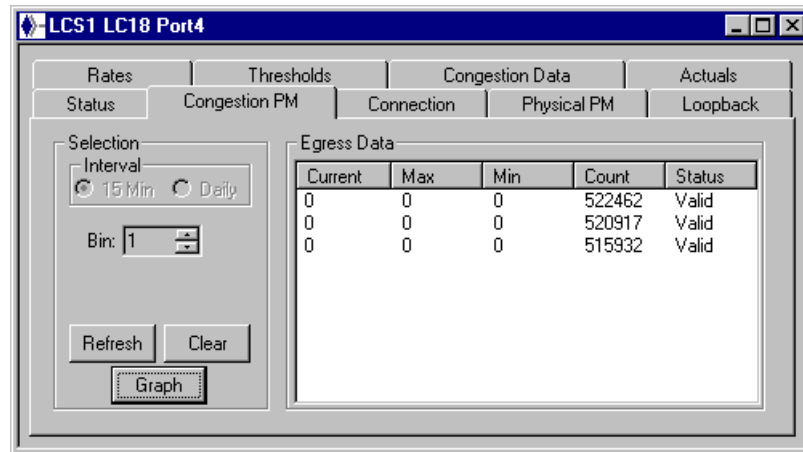 LCS1 LC18 Port4
Rates Thresholds Congestion Data Actuals
Status Congestion PM Connection Physical PM Loopback
Selection
Interval
15 Min Daily
Bin: 1
Refresh Clear
Graph
Egress Data
Current Max Min Count Status
0 0 0 522462 Valid
0 0 0 520917 Valid
0 0 0 515932 Valid